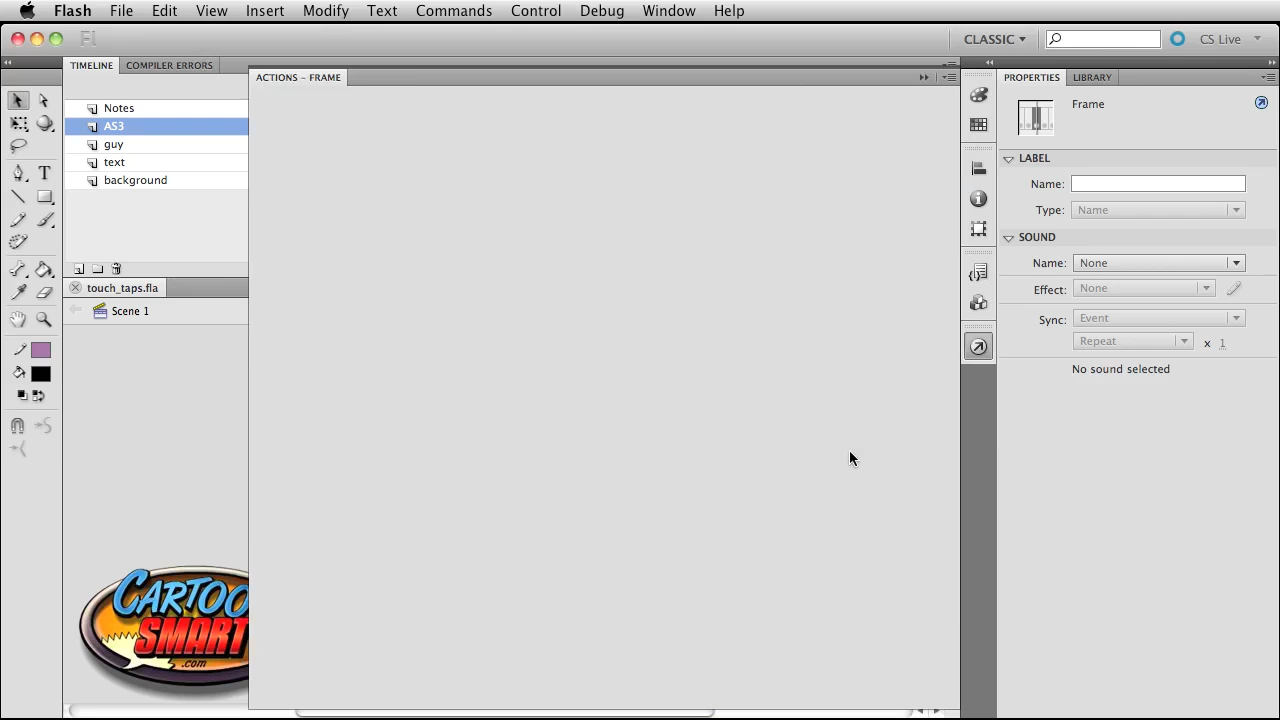 Flash File Edit View Insert Modify Text Commands Control Debug Window Help
Fl CLASSIC CS Live
TIMELINE COMPILER ERRORS
ACTIONS – FRAME
PROPERTIES LIBRARY
Notes
AS3
guy
text
background
touch_taps.fla
Scene 1
Frame
LABEL
Name:
Type: Name
SOUND
Name: None
Effect: None
Sync: Event
Repeat x 1
No sound selected
CARTOO
SMART
.com